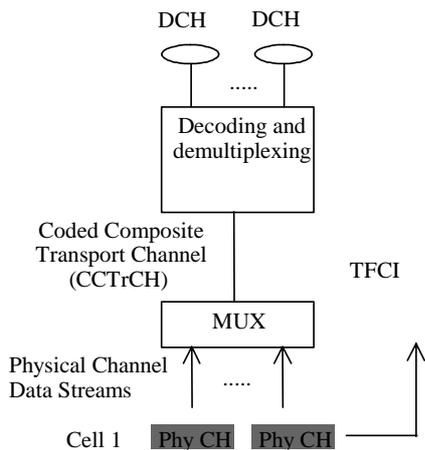 DCH DCH
.....
Decoding and
demultiplexing
Coded Composite
Transport Channel
(CCTrCH)
TFCI
MUX
Physical Channel
Data Streams
.....
Cell 1 Phy CH Phy CH